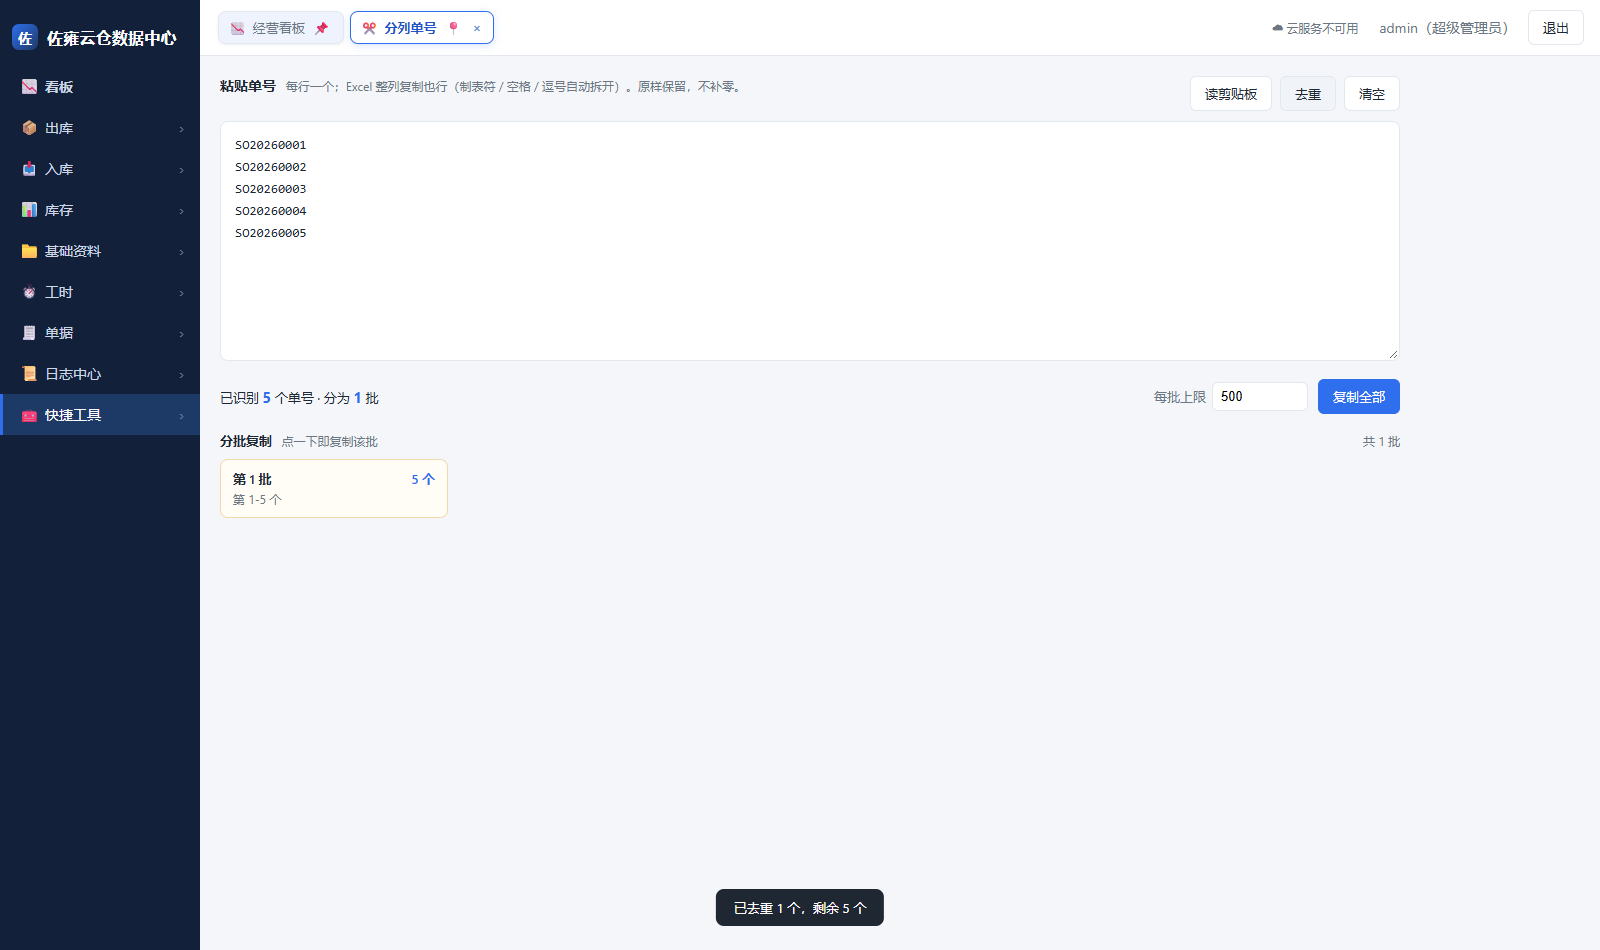 佐 佐雍云仓数据中心
看板
出库
入库
库存
基础资料
工时
单据
日志中心
快捷工具
经营看板
分列单号 ×
云服务不可用 admin（超级管理员） 退出
粘贴单号 每行一个；Excel 整列复制也行（制表符 / 空格 / 逗号自动拆开）。原样保留，不补零。
读剪贴板 去重 清空
SO20260001
SO20260002
SO20260003
SO20260004
SO20260005
已识别 5 个单号 · 分为 1 批
每批上限 500 复制全部
分批复制 点一下即复制该批 共 1 批
第 1 批 5 个
第 1-5 个
已去重 1 个，剩余 5 个